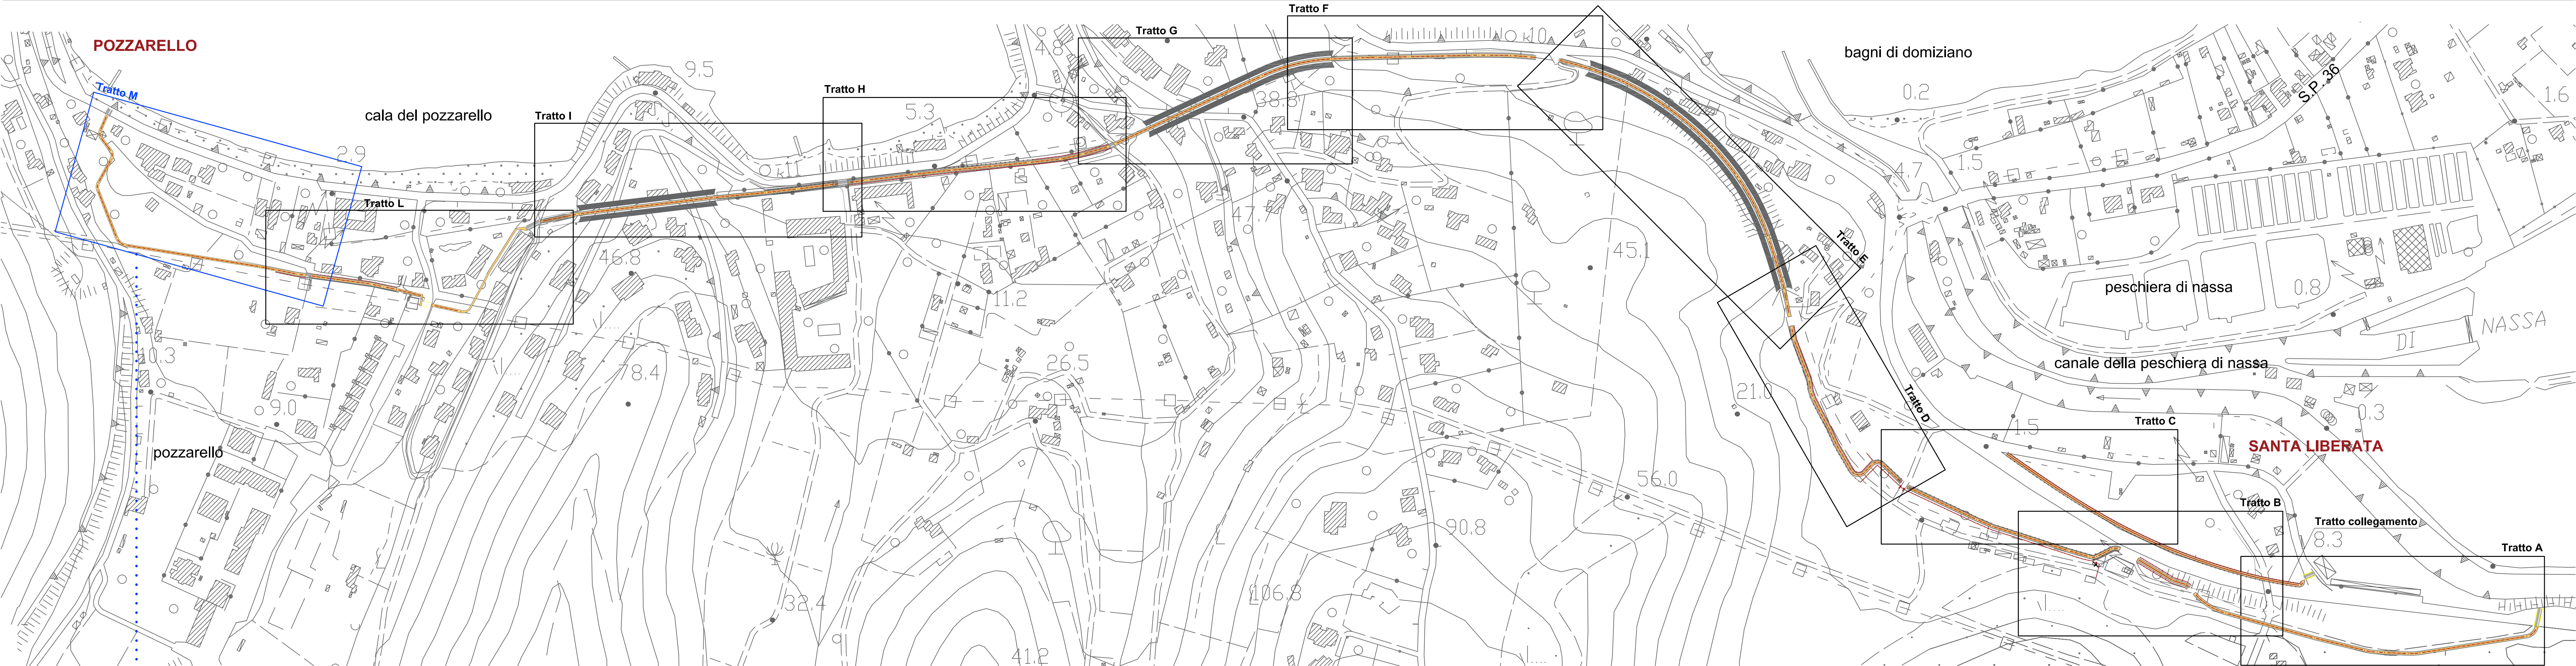 Tratto F
Tratto G
POZZARELLO
4.8
k10
bagni di domiziano
9.5
S.P. 36
Tratto M
Tratto H
0.2
1.6
38.8
5.3
cala del pozzarello
Tratto I
2.9
k11
1.5
4.7
Tratto L
47.7
Tratto E
45.1
46.8
peschiera di nassa
0.8
11.2
NASSA
DI
10.3
26.5
canale della peschiera di nassa
78.4
21.0
Tratto D
9.0
0.3
Tratto C
1.5
SANTA LIBERATA
pozzarello
56.0
Tratto B
90.8
Tratto collegamento
8.3
Tratto A
106.8
32.4
41.2